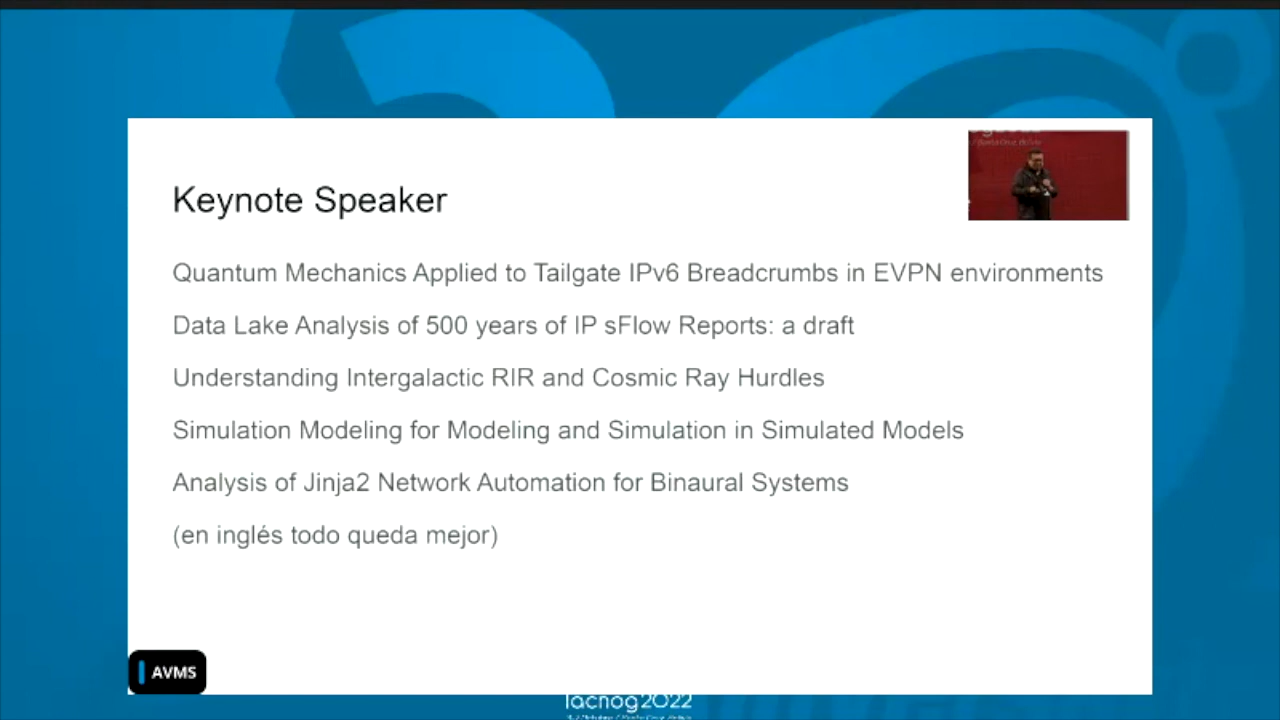 Keynote Speaker
Quantum Mechanics Applied to Tailgate IPv6 Breadcrumbs in EVPN environments
Data Lake Analysis of 500 years of IP sFlow Reports: a draft
Understanding Intergalactic RIR and Cosmic Ray Hurdles
Simulation Modeling for Modeling and Simulation in Simulated Models
Analysis of Jinja2 Network Automation for Binaural Systems
(en inglés todo queda mejor)
AVMS
lacnog2022